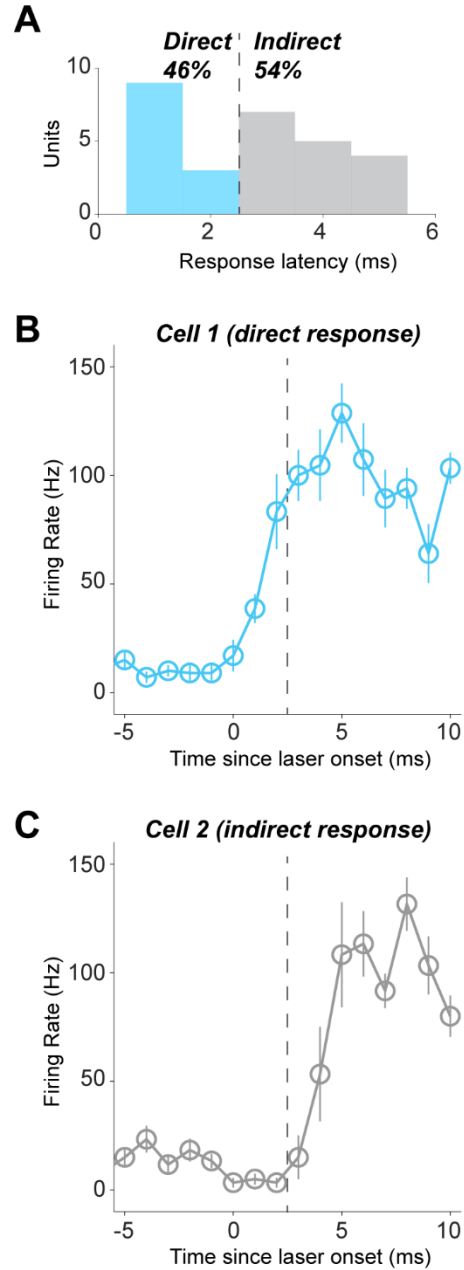 A
Direct Indirect
46% 54%
10
5
0
Units
0 2 4 6
Response latency (ms)
B
Cell 1 (direct response)
150
100
50
0
Firing Rate (Hz)
-5 0 5 10
Time since laser onset (ms)
C
Cell 2 (indirect response)
150
100
50
0
Firing Rate (Hz)
-5 0 5 10
Time since laser onset (ms)